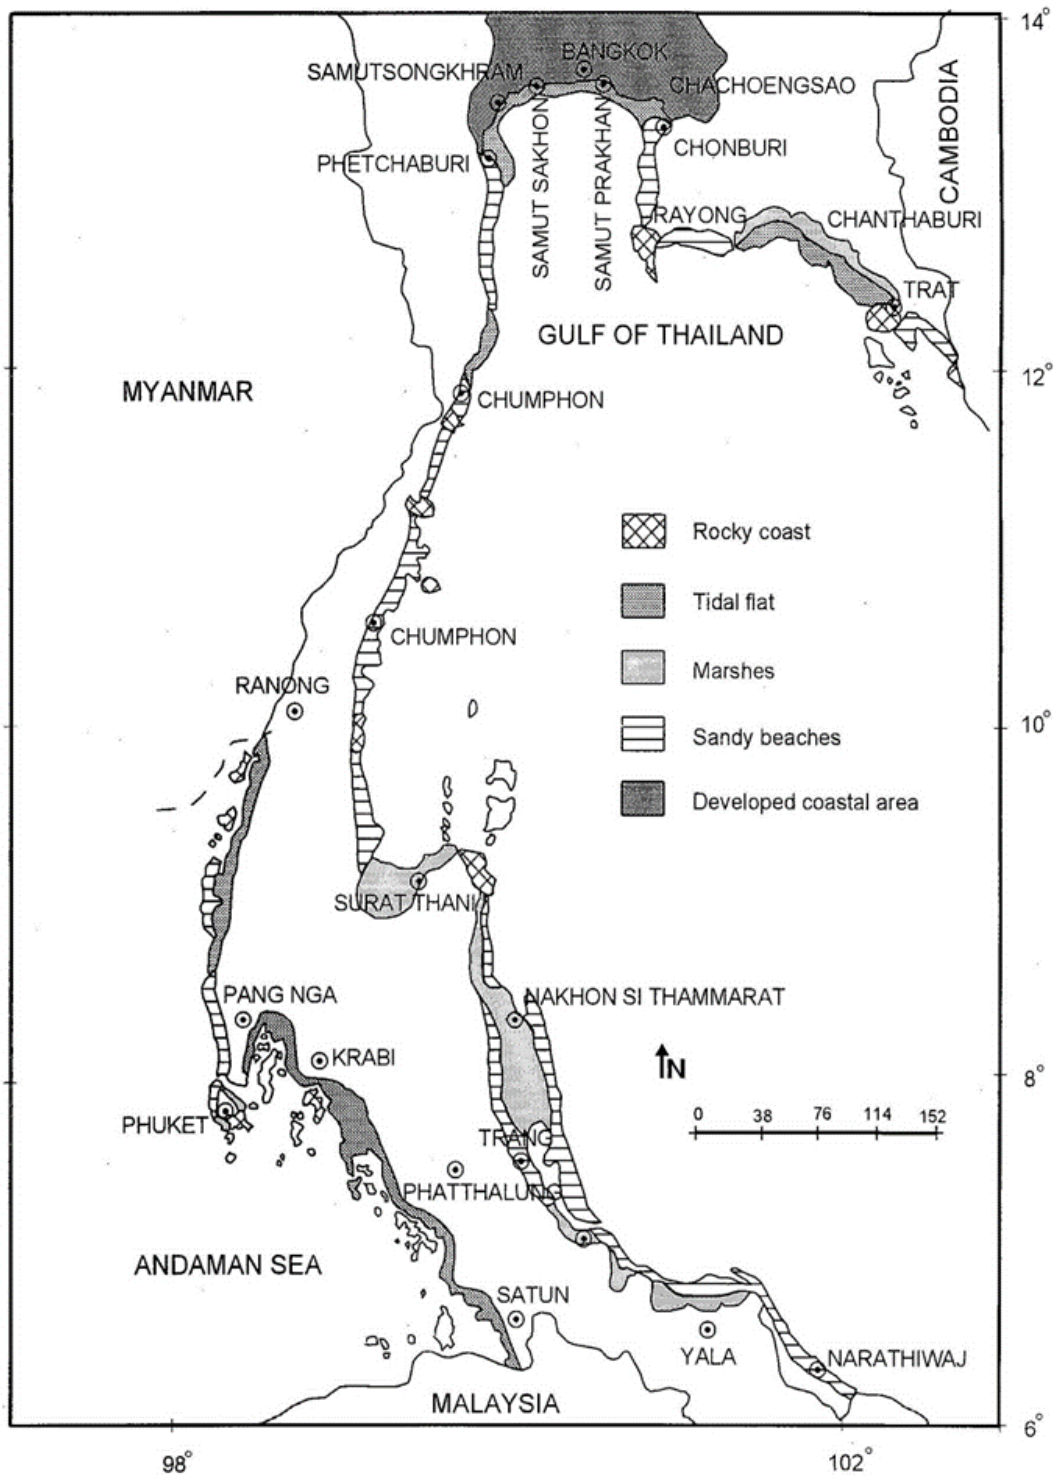 14°
BANGKOK
SAMUTSONGKHRAM
CHACHOENGSAO
CAMBODIA
SAMUT SAKHON
SAMUT PRAKHAN
CHONBURI
PHETCHABURI
RAYONG
CHANTHABURI
TRAT
GULF OF THAILAND
12°
MYANMAR
CHUMPHON
Rocky coast
Tidal flat
CHUMPHON
Marshes
RANONG
10°
Sandy beaches
Developed coastal area
SURAT THANI
PANG NGA
NAKHON SI THAMMARAT
KRABI
N
8°
PHUKET
0 38 76 114 152
TRANG
PHATTHALUNG
ANDAMAN SEA
SATUN
YALA
NARATHIWAJ
MALAYSIA
6°
98°
102°